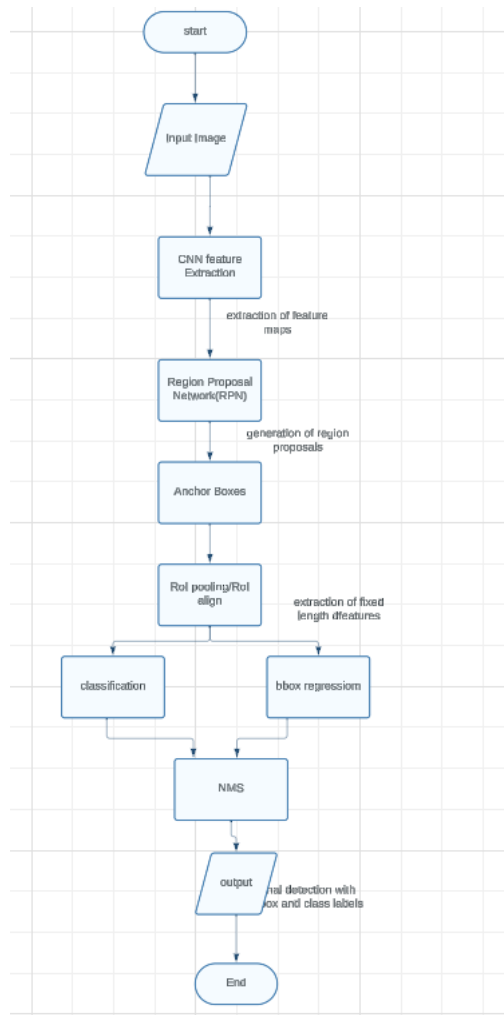 start
Input Image
CNN feature
Extraction
extraction of feature
maps
Region Proposal
Network(RPN)
generation of region
proposals
Anchor Boxes
RoI pooling/RoI
align
extraction of fixed
length dfeatures
classification
bbox regressiom
NMS
output
nal detection with
ox and class labels
End